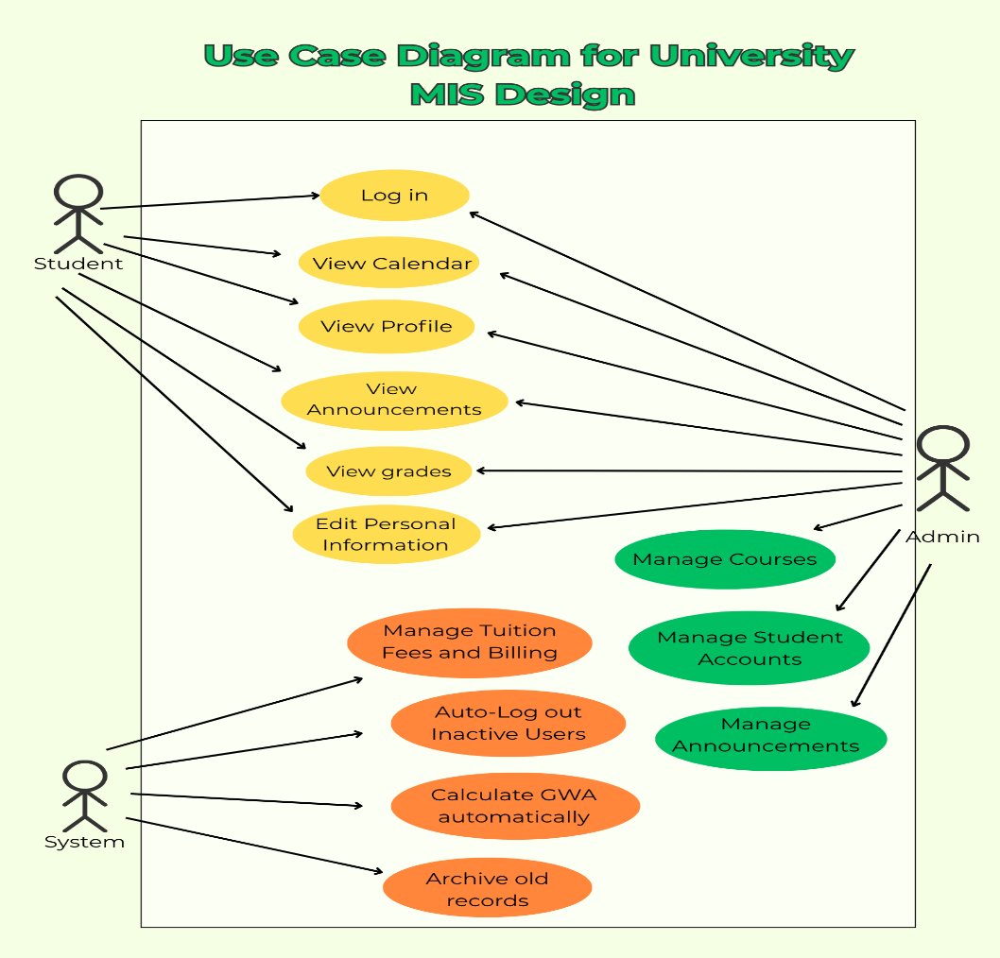 Use Case Diagram for University
MIS Design
Log in
Student
View Calendar
View Profile
View
Announcements
View grades
Edit Personal
Information
Admin
Manage Courses
Manage Student
Accounts
Manage
Announcements
Manage Tuition
Fees and Billing
Auto-Log out
Inactive Users
Calculate GWA
automatically
System
Archive old
records